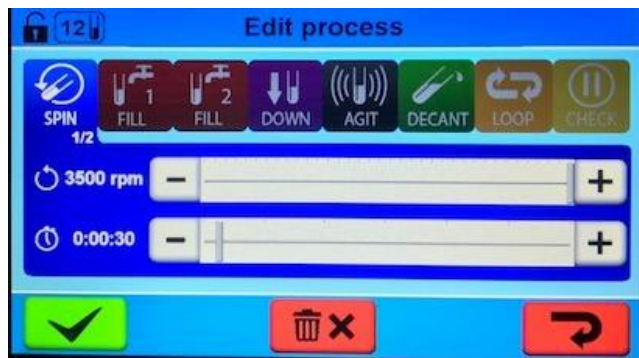 12
Edit process
SPIN
1/2
1
FILL
2
FILL
DOWN
AGIT
DECANT
LOOP
CHECK
3500 rpm
0:00:30